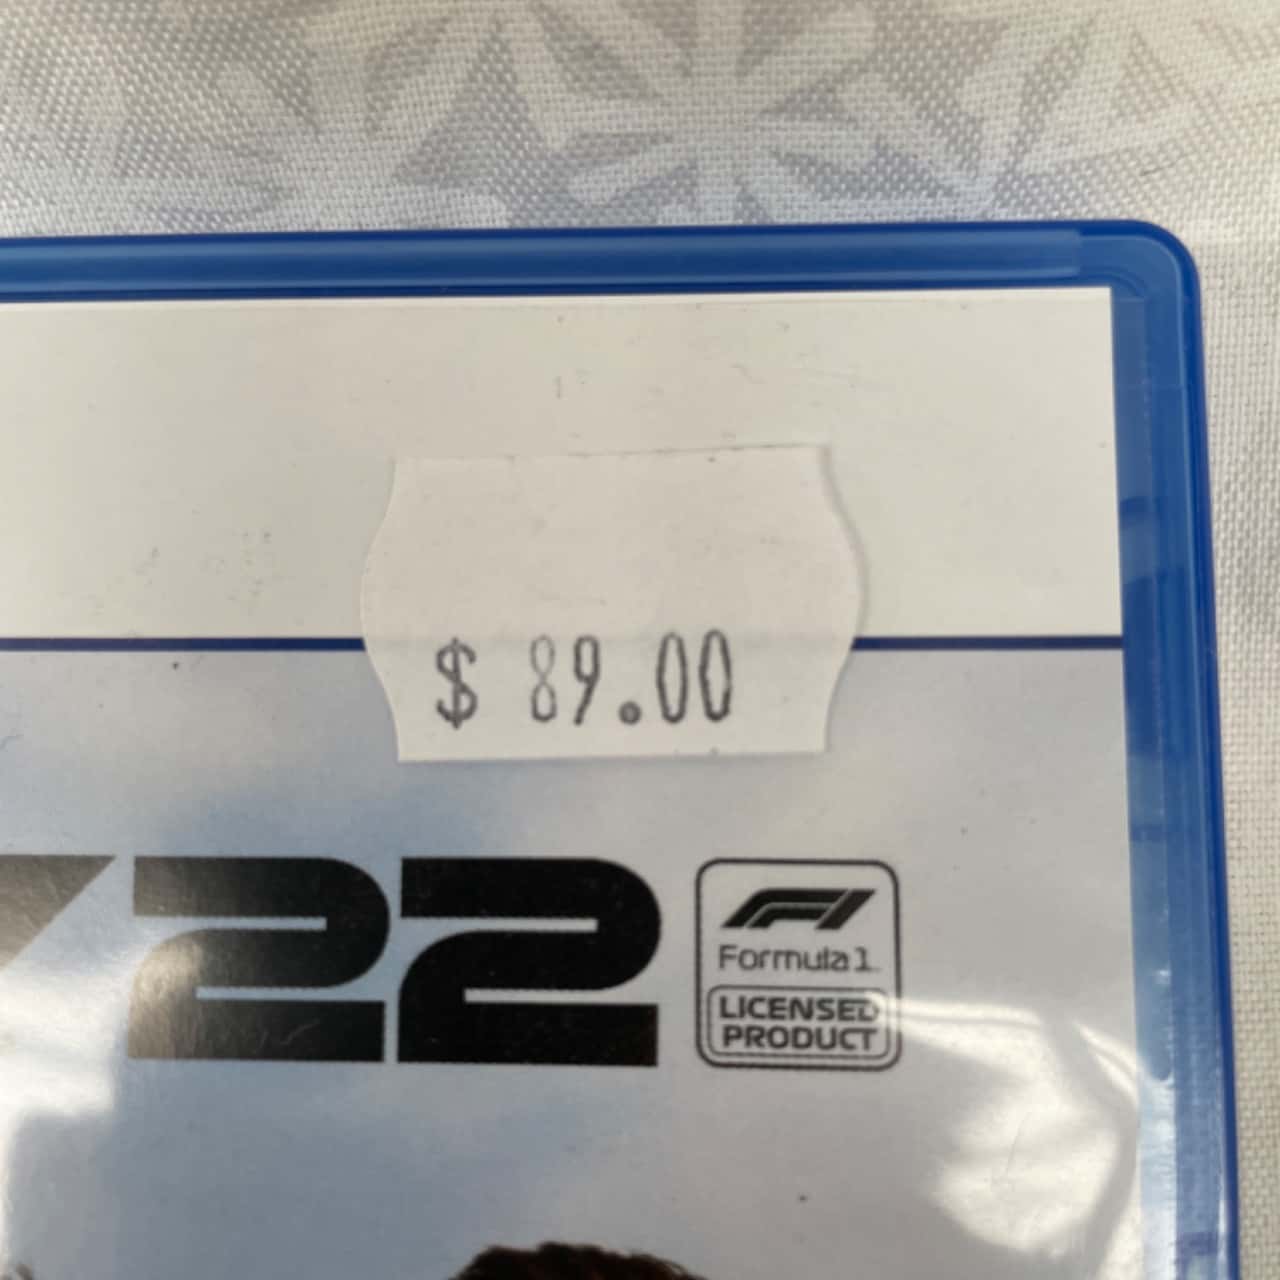 $ 89.00
22
F1
Formula 1
LICENSED
PRODUCT